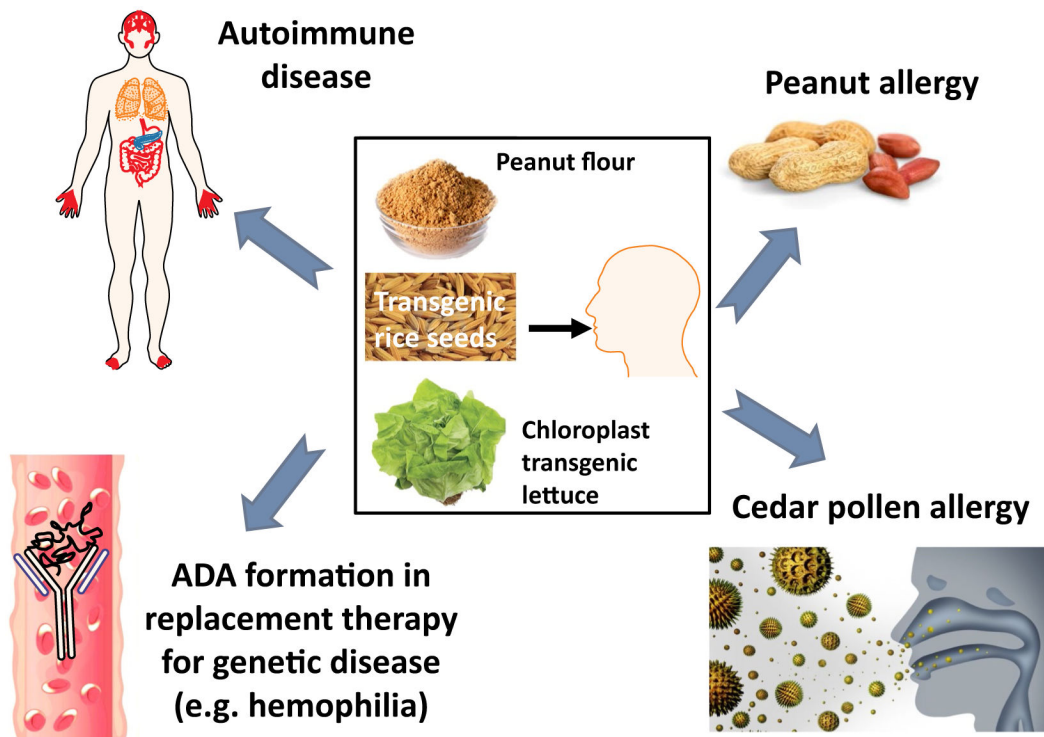 Autoimmune
disease
Peanut allergy
Peanut flour
Transgenic
rice seeds
Chloroplast
transgenic
lettuce
Cedar pollen allergy
ADA formation in
replacement therapy
for genetic disease
(e.g. hemophilia)